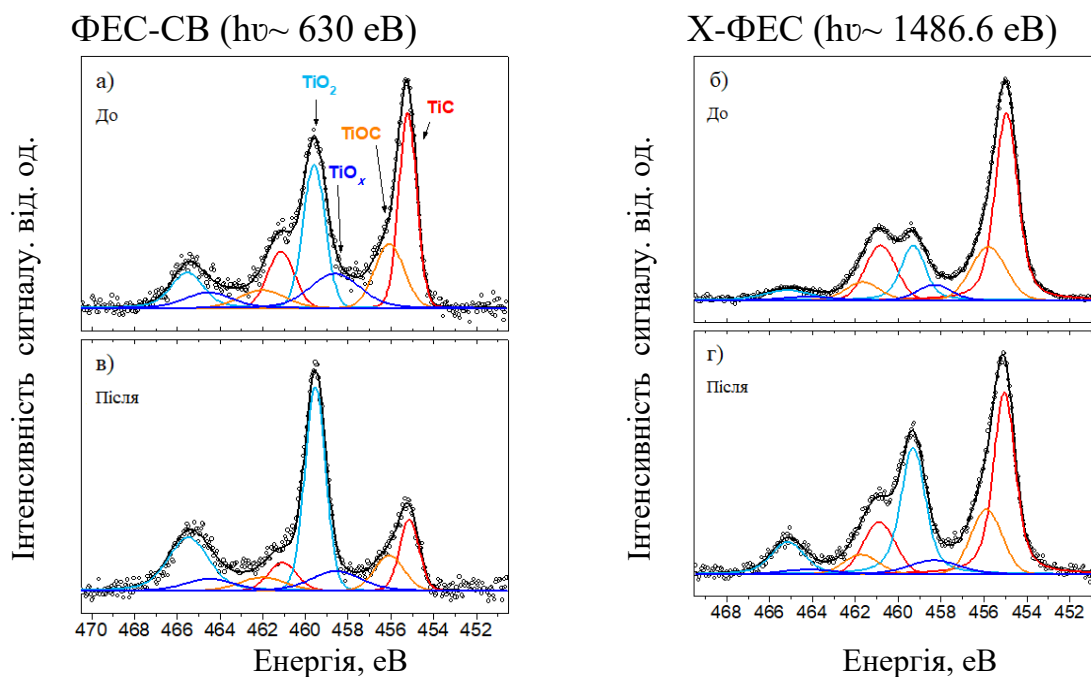 ФЕС-СВ (hυ~ 630 еВ)
Х-ФЕС (hυ~ 1486.6 еВ)
Інтенсивність сигналу. від. од.
а)
До
TiO2
TiC
TiOC
TiOx
в)
Після
470 468 466 464 462 460 458 456 454 452
Енергія, еВ
Інтенсивність сигналу. від. од.
б)
До
г)
Після
468 466 464 462 460 458 456 454 452
Енергія, еВ